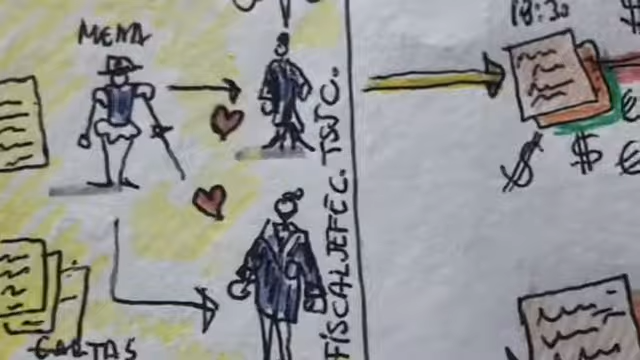 MENA
18:30
FISCAL JEFE C. TSJC.
$
$
€
€
CARTAS